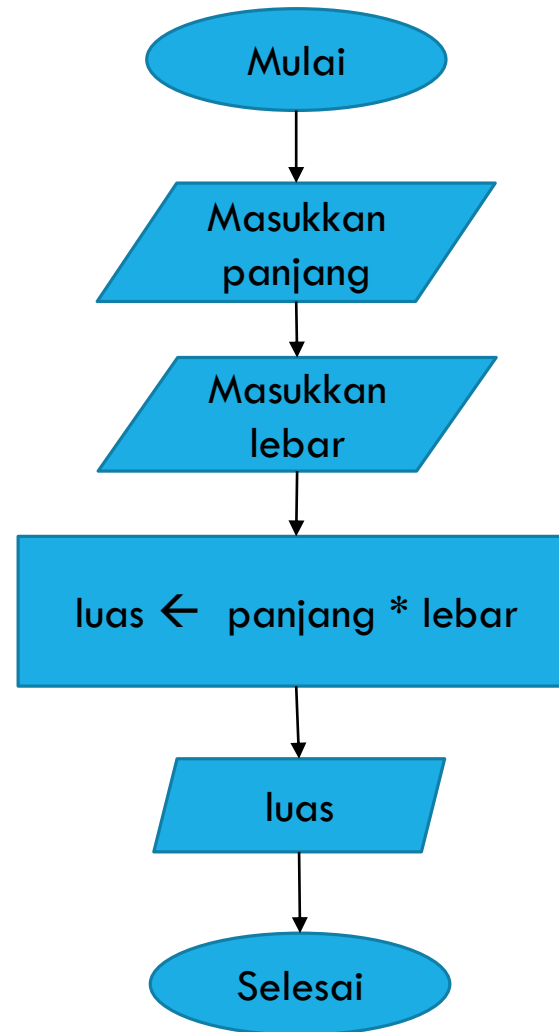 Mulai
Masukkan
panjang
Masukkan
lebar
luas ← panjang * lebar
luas
Selesai